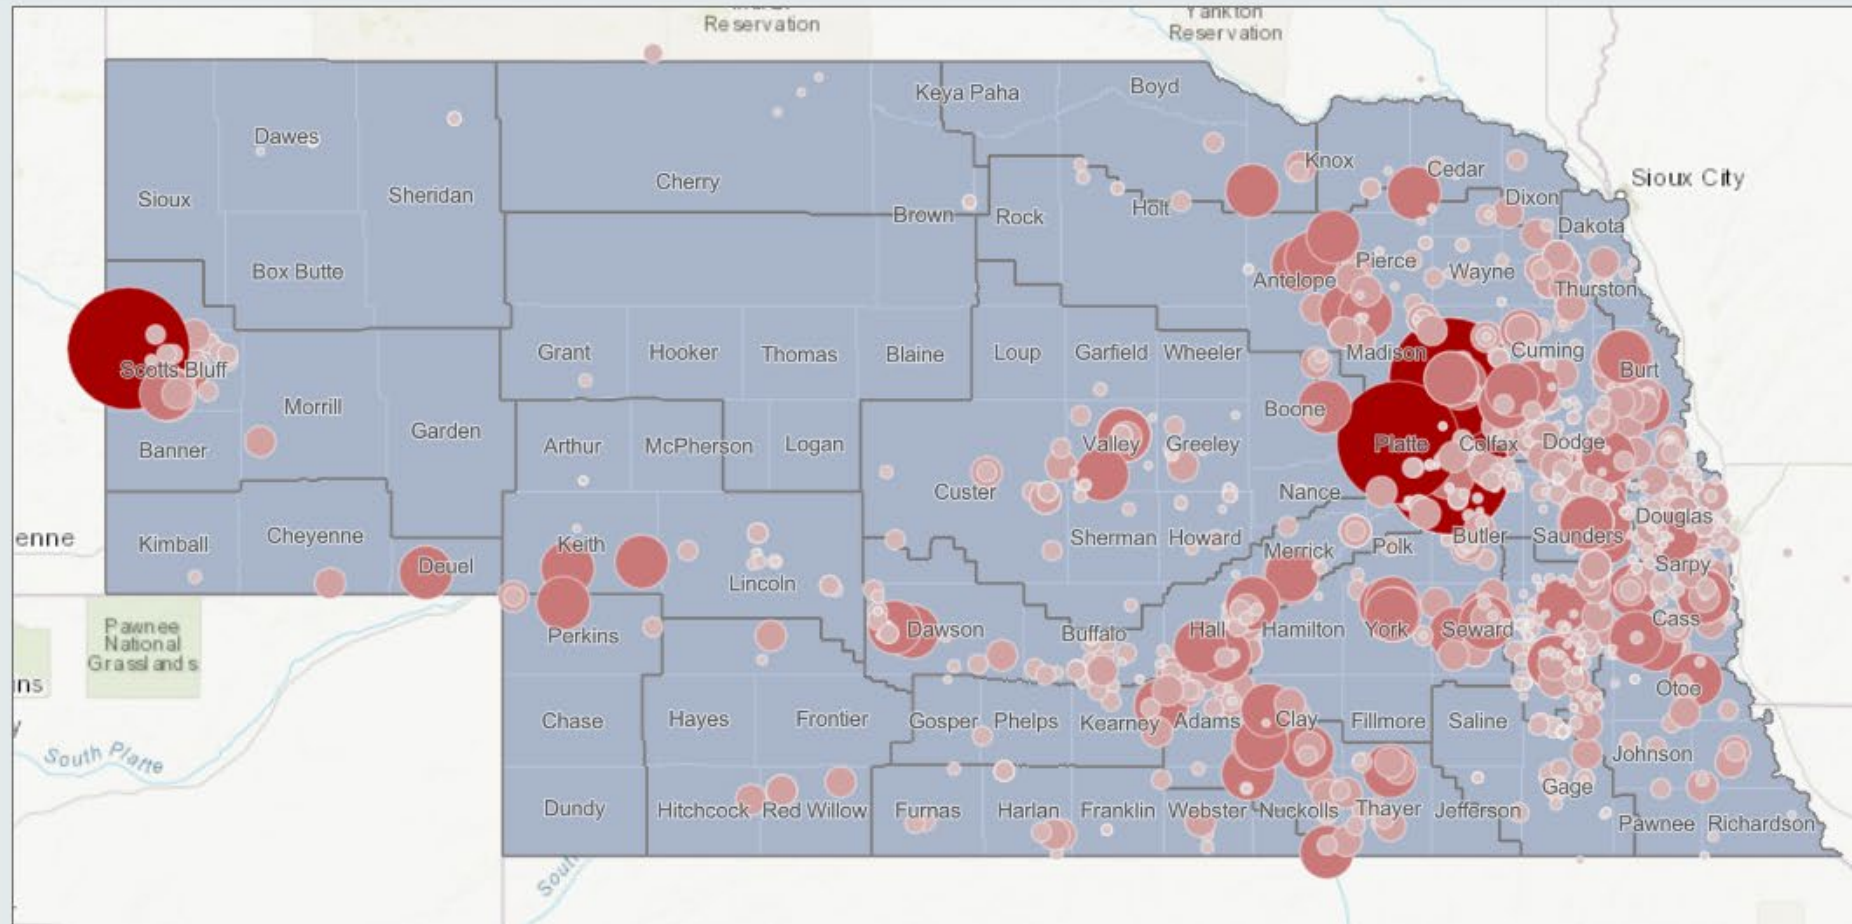 Reservation
Yankton
Reservation
Keya Paha
Boyd
Dawes
Knox
Cedar
Sioux City
Sioux
Sheridan
Cherry
Brown
Rock
Holt
Dixon
Dakota
Box Butte
Antelope
Pierce
Wayne
Thurston
Scotts Bluff
Grant
Hooker
Thomas
Blaine
Loup
Garfield
Wheeler
Madison
Cuming
Burt
Morrill
Garden
Boone
Banner
Arthur
McPherson
Logan
Valley
Greeley
Platte
Colfax
Dodge
Custer
Nance
Kimball
Cheyenne
Keith
Sherman
Howard
Merrick
Polk
Butler
Saunders
Douglas
enne
Deuel
Lincoln
Sarpy
Pawnee
National
Grasslands
Perkins
Dawson
Buffalo
Hall
Hamilton
York
Seward
Cass
ns
Otoe
Chase
Hayes
Frontier
Gosper
Phelps
Kearney
Adams
Clay
Fillmore
Saline
y
South Platte
Johnson
Dundy
Hitchcock
Red Willow
Furnas
Harlan
Franklin
Webster
Nuckolls
Thayer
Jefferson
Gage
Pawnee
Richardson
South